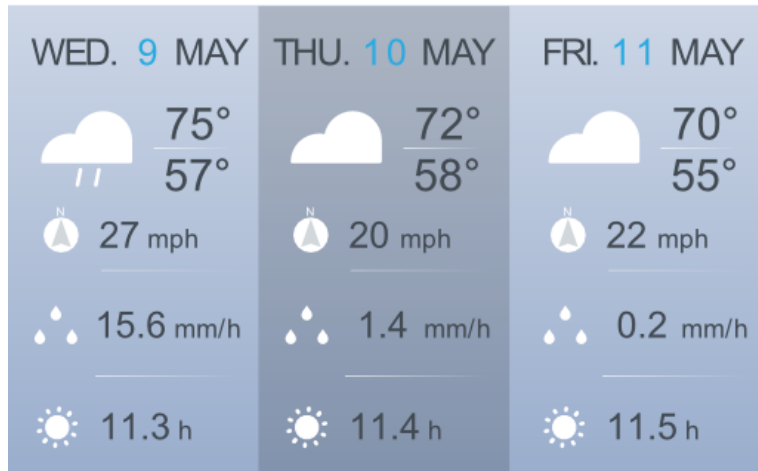 WED. 9 MAY
75°
57°
N
27 mph
15.6 mm/h
11.3 h
THU. 10 MAY
72°
58°
N
20 mph
1.4 mm/h
11.4 h
FRI. 11 MAY
70°
55°
N
22 mph
0.2 mm/h
11.5 h